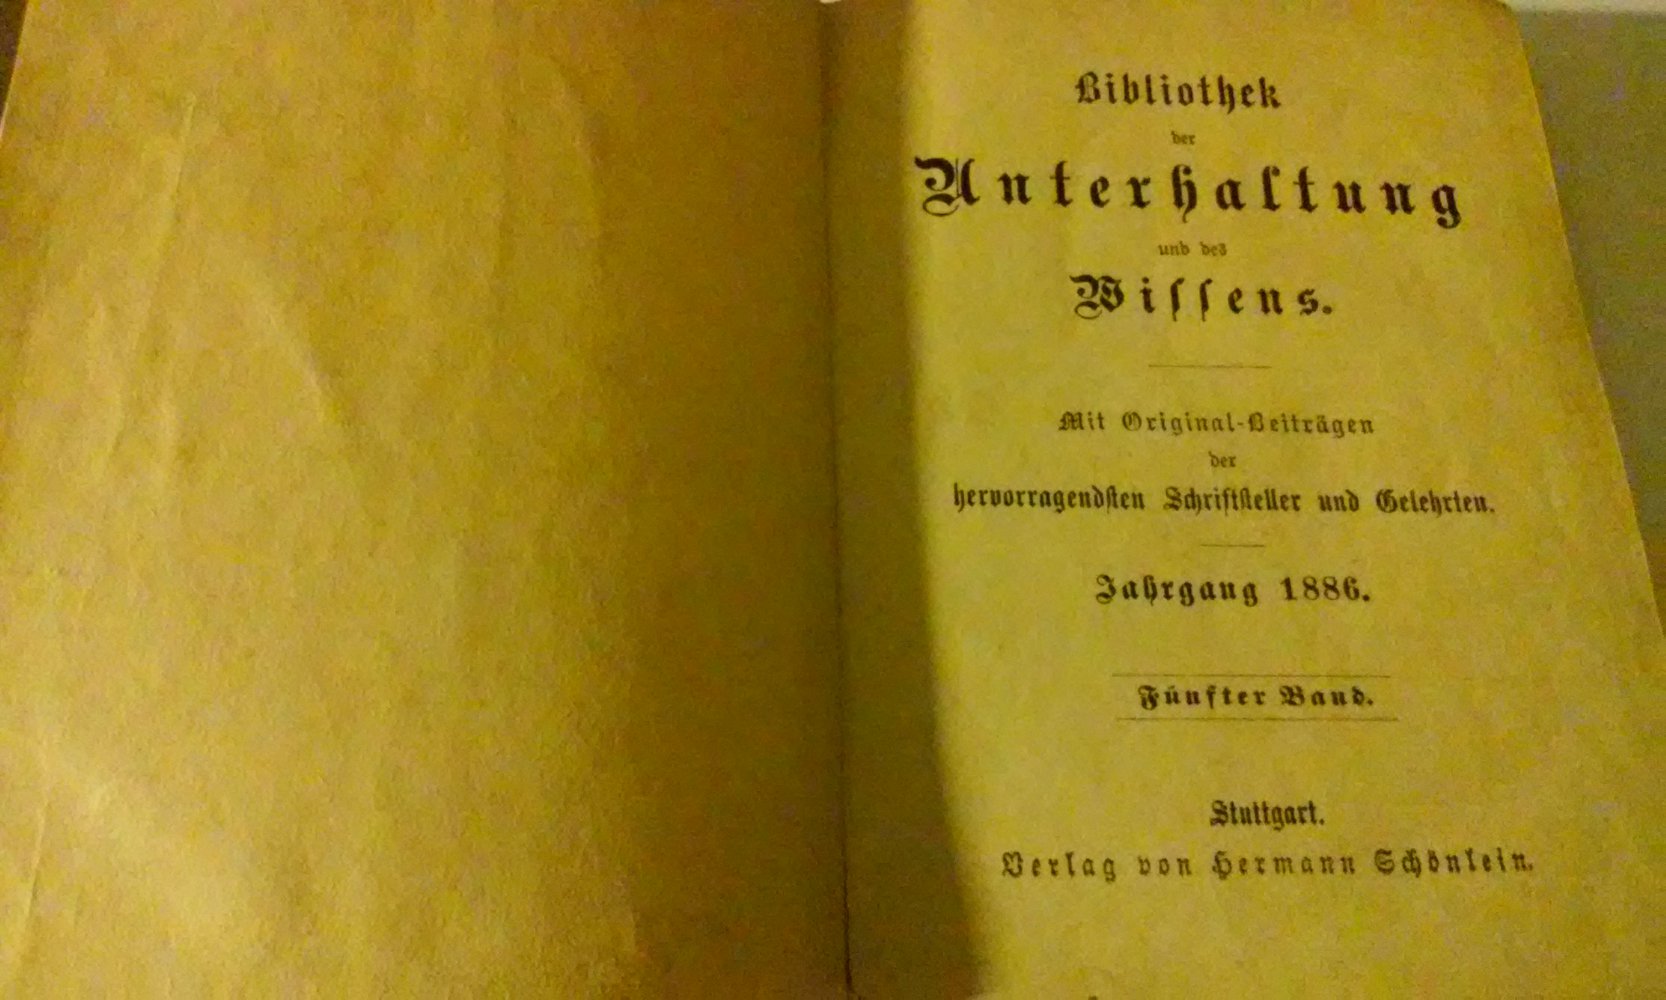 Bibliothek
der
Unterhaltung
und des
Wiſſens.
Mit Original-Beiträgen
der
hervorragendſten Schriftſteller und Gelehrten.
Jahrgang 1886.
Fünfter Band.
Stuttgart.
Verlag von Hermann Schönlein.